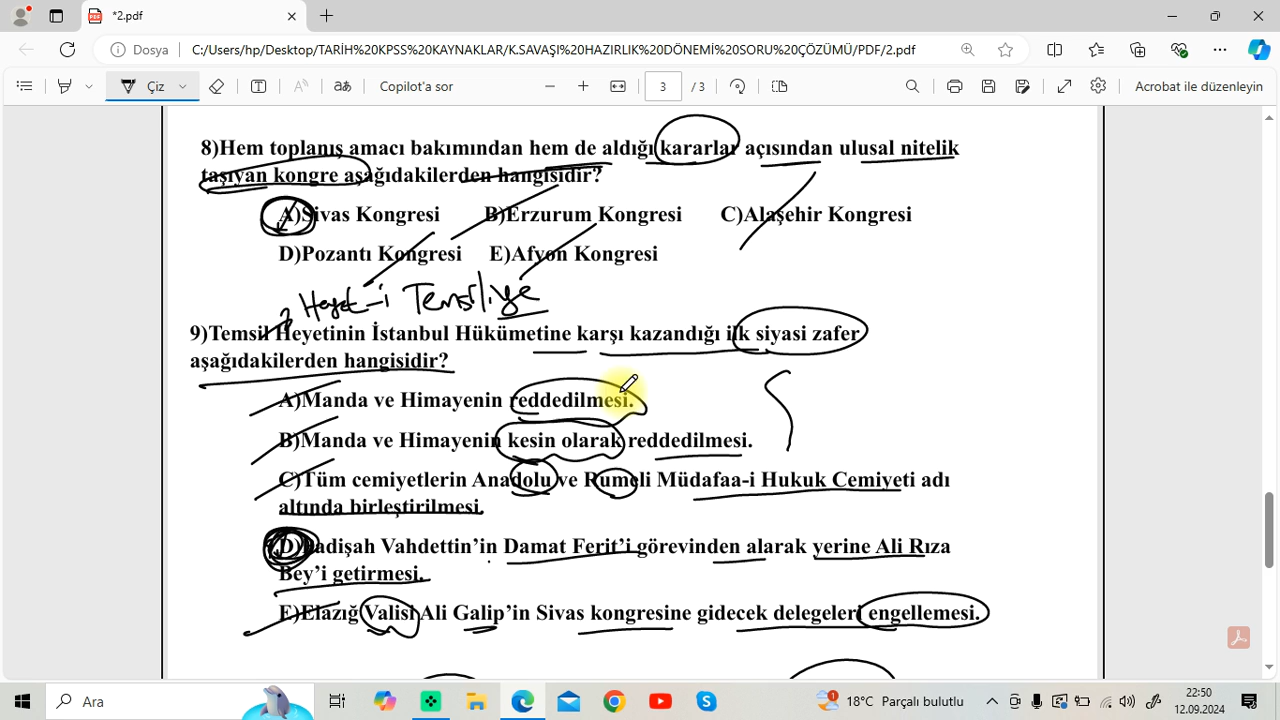 *2.pdf
Dosya C:/Users/hp/Desktop/TARİH%20KPSS%20KAYNAKLAR/K.SAVAŞI%20HAZIRLIK%20DÖNEMİ%20SORU%20ÇÖZÜMÜ/PDF/2.pdf
Çiz aあ Copilot'a sor 3 / 3 Acrobat ile düzenleyin
8)Hem toplanış amacı bakımından hem de aldığı kararlar açısından ulusal nitelik
taşıyan kongre aşağıdakilerden hangisidir?
A)Sivas Kongresi B)Erzurum Kongresi C)Alaşehir Kongresi
D)Pozantı Kongresi E)Afyon Kongresi
Heyet-i Temsiliye
9)Temsil Heyetinin İstanbul Hükümetine karşı kazandığı ilk siyasi zafer
aşağıdakilerden hangisidir?
A)Manda ve Himayenin reddedilmesi.
B)Manda ve Himayenin kesin olarak reddedilmesi.
C)Tüm cemiyetlerin Anadolu ve Rumeli Müdafaa-i Hukuk Cemiyeti adı
altında birleştirilmesi.
D)Padişah Vahdettin'in Damat Ferit'i görevinden alarak yerine Ali Rıza
Bey'i getirmesi.
E)Elazığ Valisi Ali Galip'in Sivas kongresine gidecek delegeleri engellemesi.
Ara
18°C Parçalı bulutlu
22:50
12.09.2024